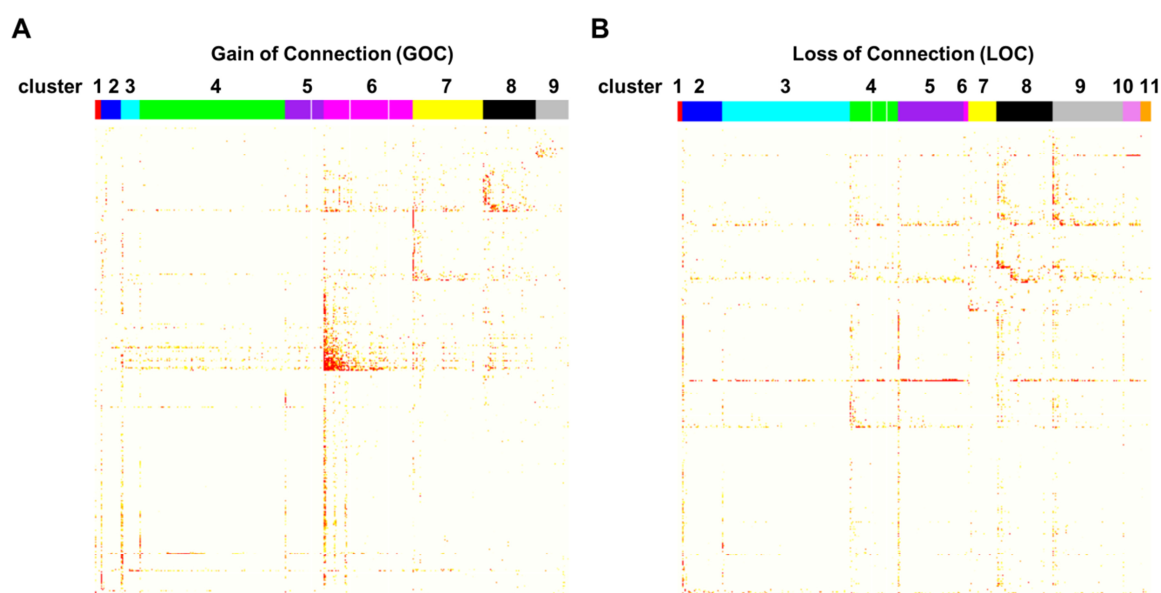 A
Gain of Connection (GOC)
cluster 1 2 3 4 5 6 7 8 9
B
Loss of Connection (LOC)
cluster 1 2 3 4 5 6 7 8 9 10 11